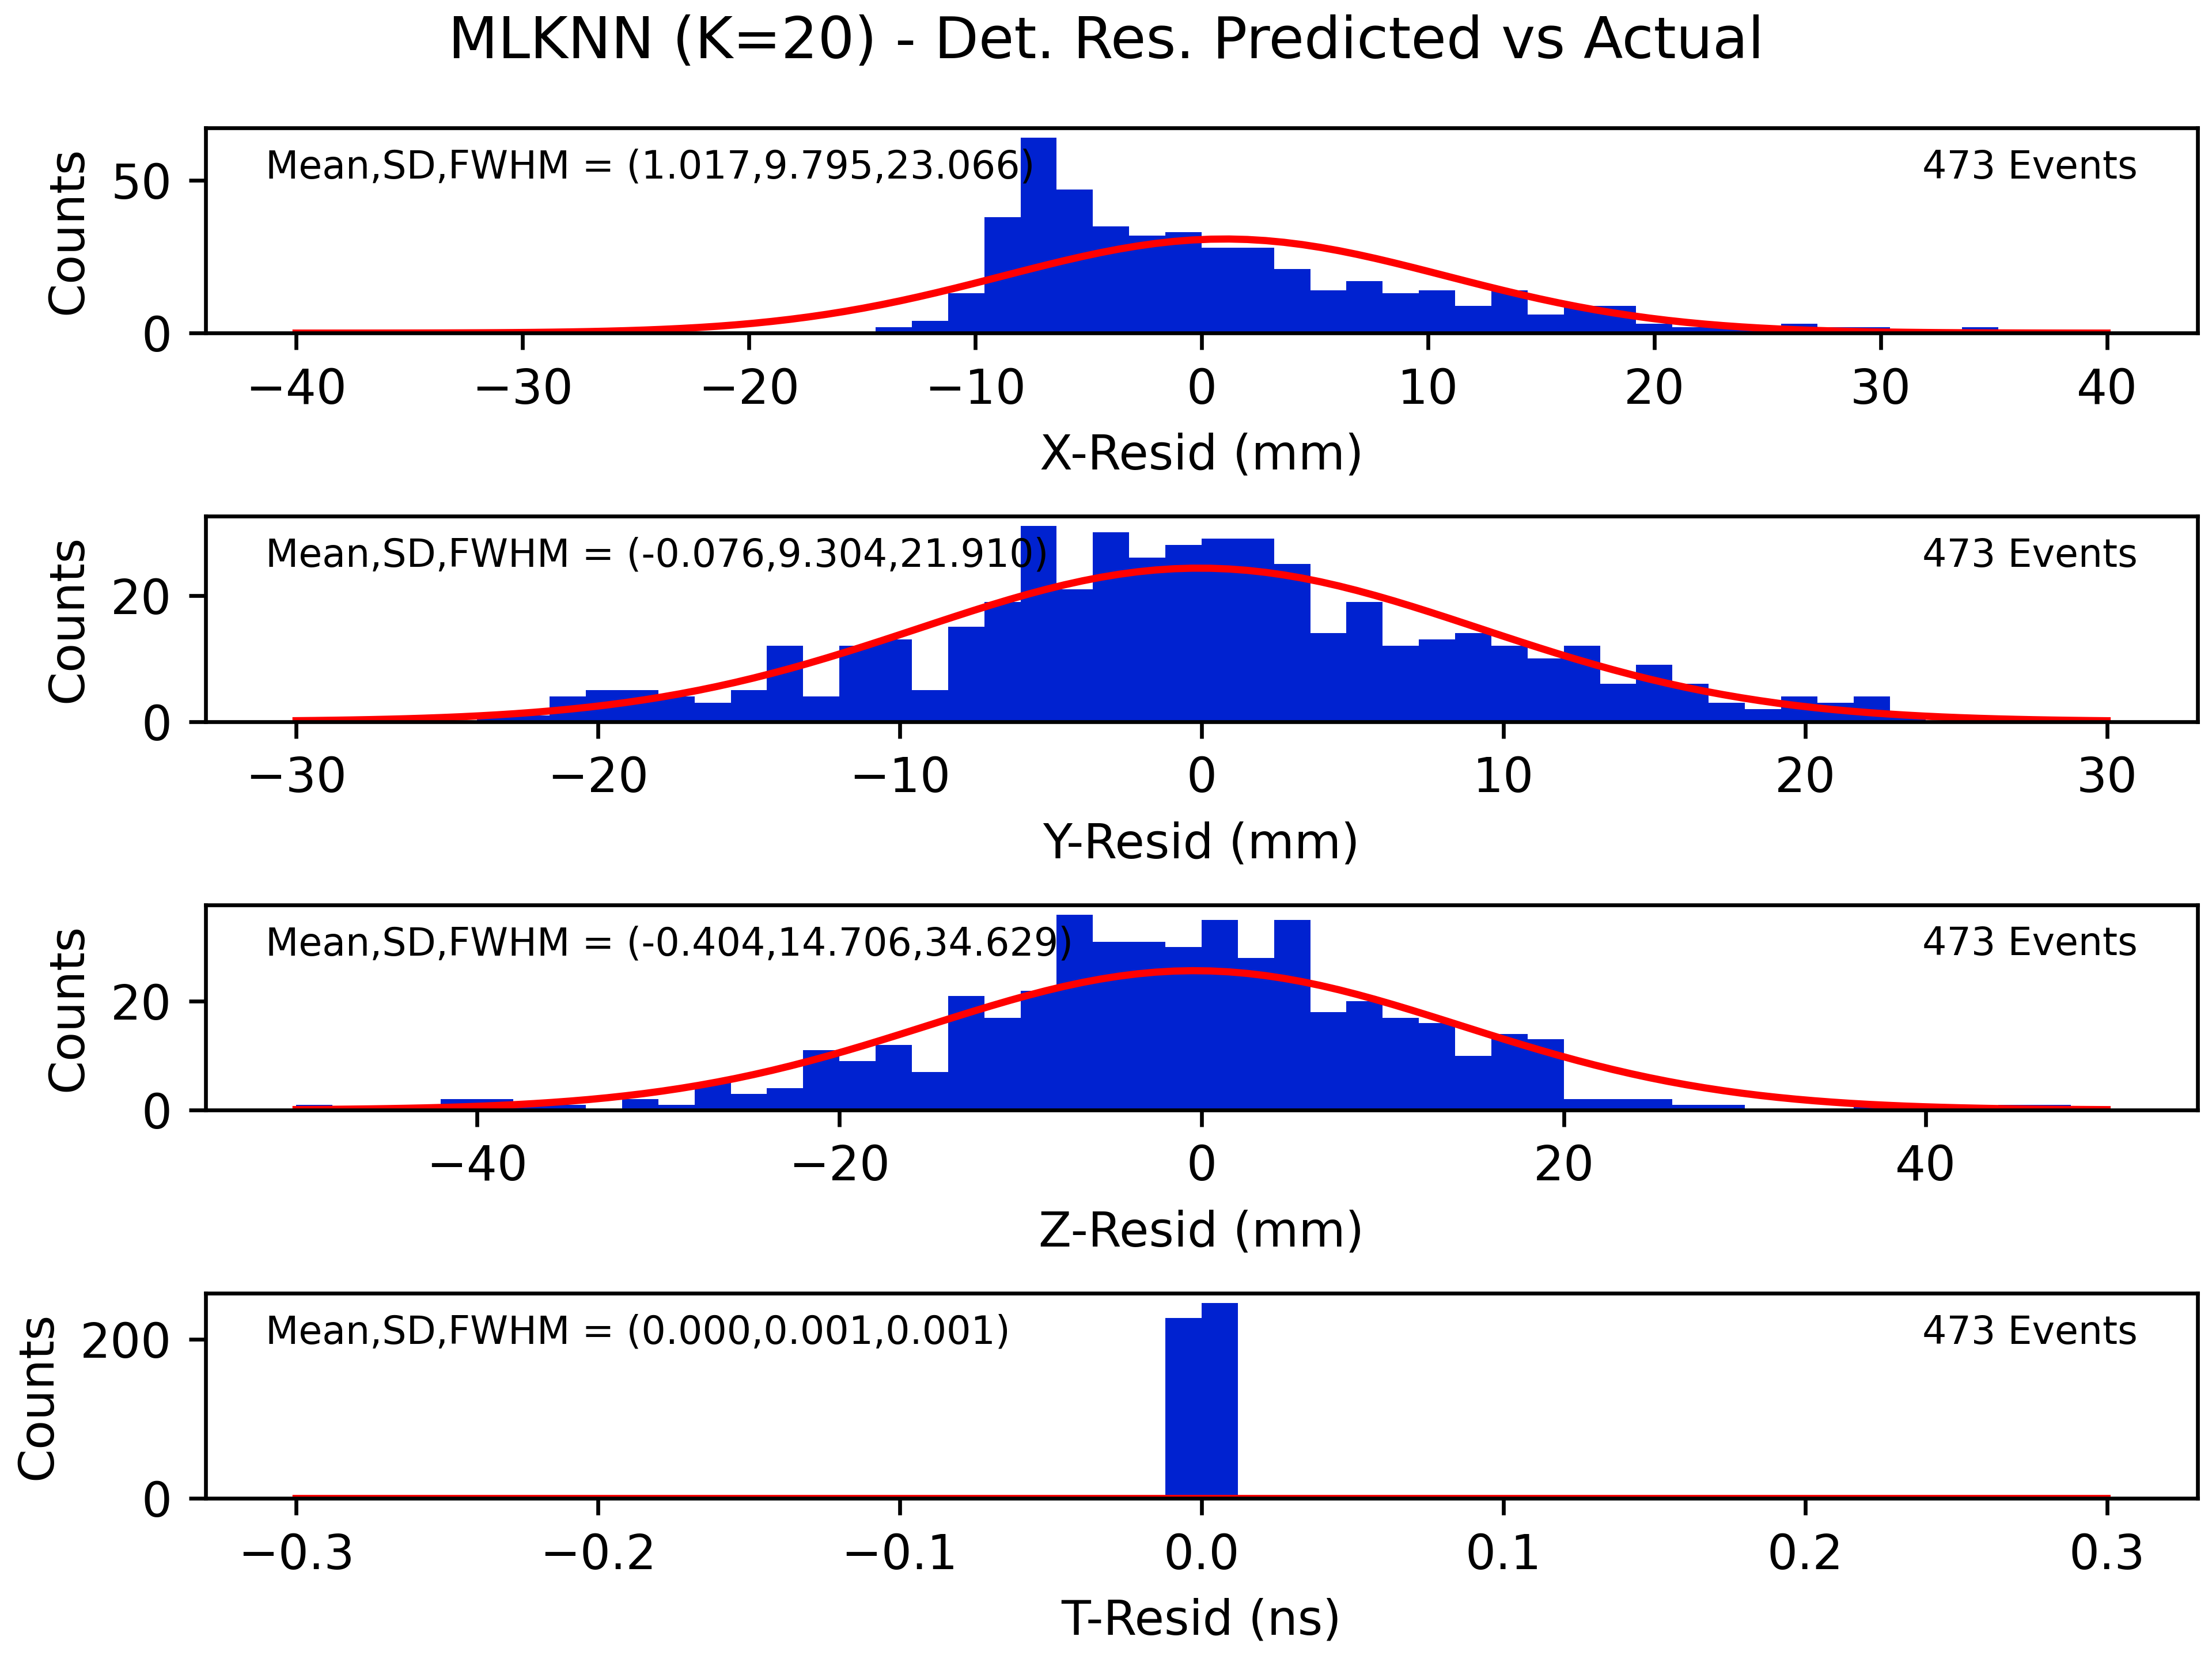 MLKNN (K=20) - Det. Res. Predicted vs Actual
Mean,SD,FWHM = (1.017,9.795,23.066)
473 Events
Counts
50
0
−40 −30 −20 −10 0 10 20 30 40
X-Resid (mm)
Mean,SD,FWHM = (-0.076,9.304,21.910)
473 Events
Counts
20
0
−30 −20 −10 0 10 20 30
Y-Resid (mm)
Mean,SD,FWHM = (-0.404,14.706,34.629)
473 Events
Counts
20
0
−40 −20 0 20 40
Z-Resid (mm)
Mean,SD,FWHM = (0.000,0.001,0.001)
473 Events
Counts
200
0
−0.3 −0.2 −0.1 0.0 0.1 0.2 0.3
T-Resid (ns)